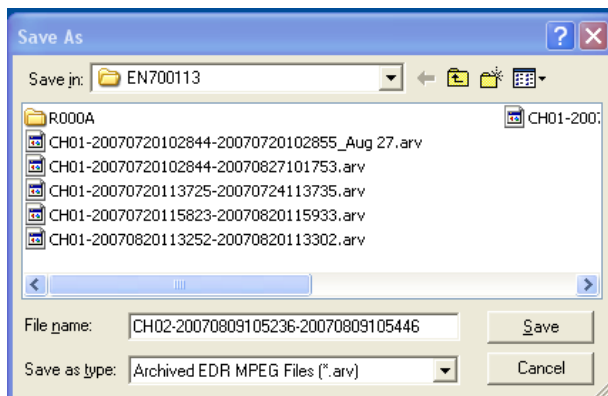 Save As
Save in: EN700113
R000A
CH01-20070720102844-20070720102855_Aug 27.arv
CH01-20070720102844-20070827101753.arv
CH01-20070720113725-20070724113735.arv
CH01-20070720115823-20070820115933.arv
CH01-20070820113252-20070820113302.arv
CH01-2007
File name: CH02-20070809105236-20070809105446 Save
Save as type: Archived EDR MPEG Files (*.arv) Cancel